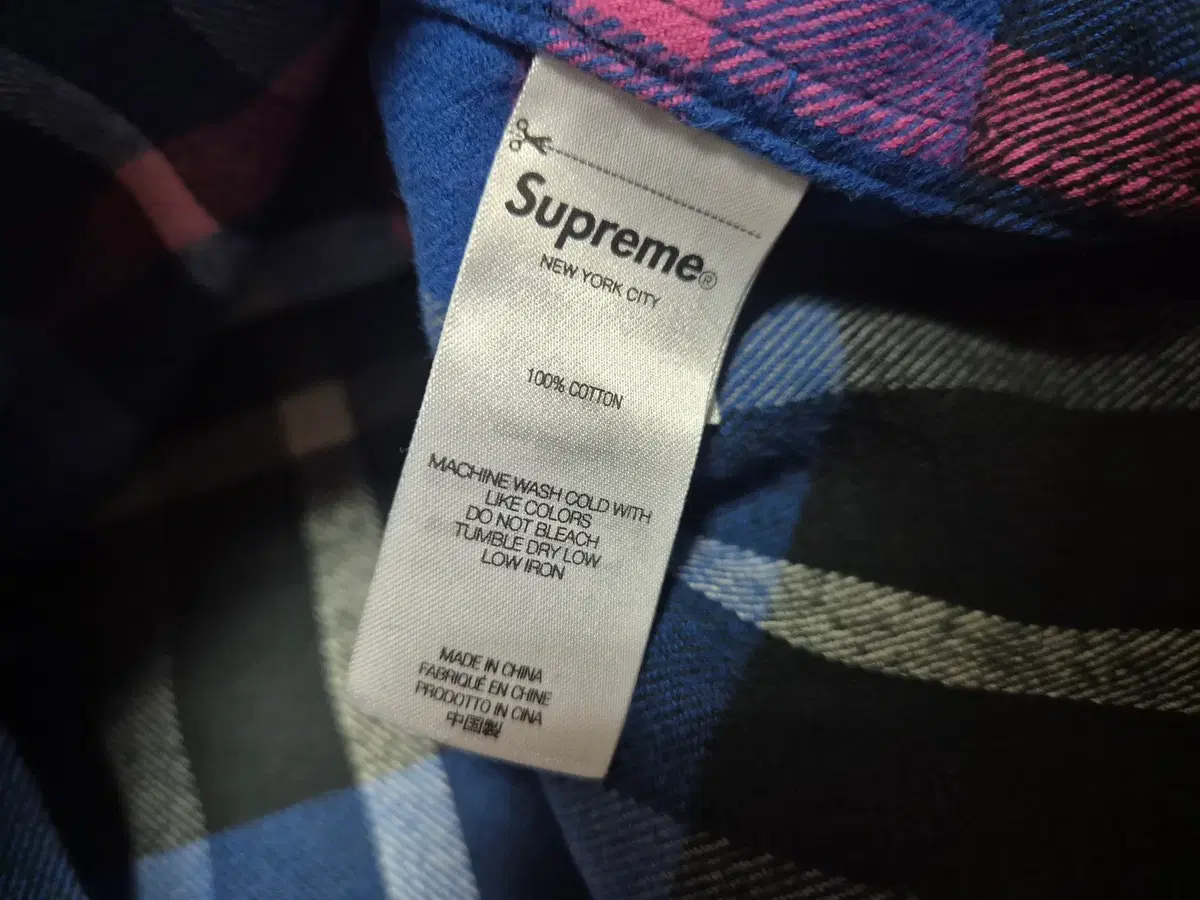 Supreme®
NEW YORK CITY
100% COTTON
MACHINE WASH COLD WITH
LIKE COLORS
DO NOT BLEACH
TUMBLE DRY LOW
LOW IRON
MADE IN CHINA
FABRIQUÉ EN CHINE
PRODOTTO IN CINA
中国製